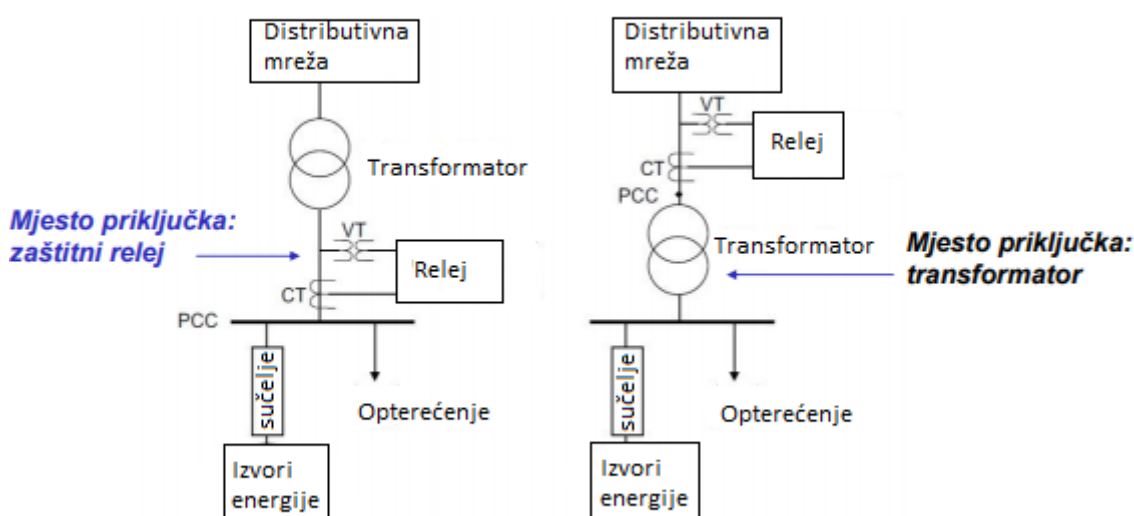 Distributivna
mreža
Transformator
Mjesto priključka:
zaštitni relej
VT
Relej
CT
PCC
sučelje
Opterećenje
Izvori
energije
Distributivna
mreža
VT
Relej
CT
PCC
Transformator
Mjesto priključka:
transformator
sučelje
Opterećenje
Izvori
energije